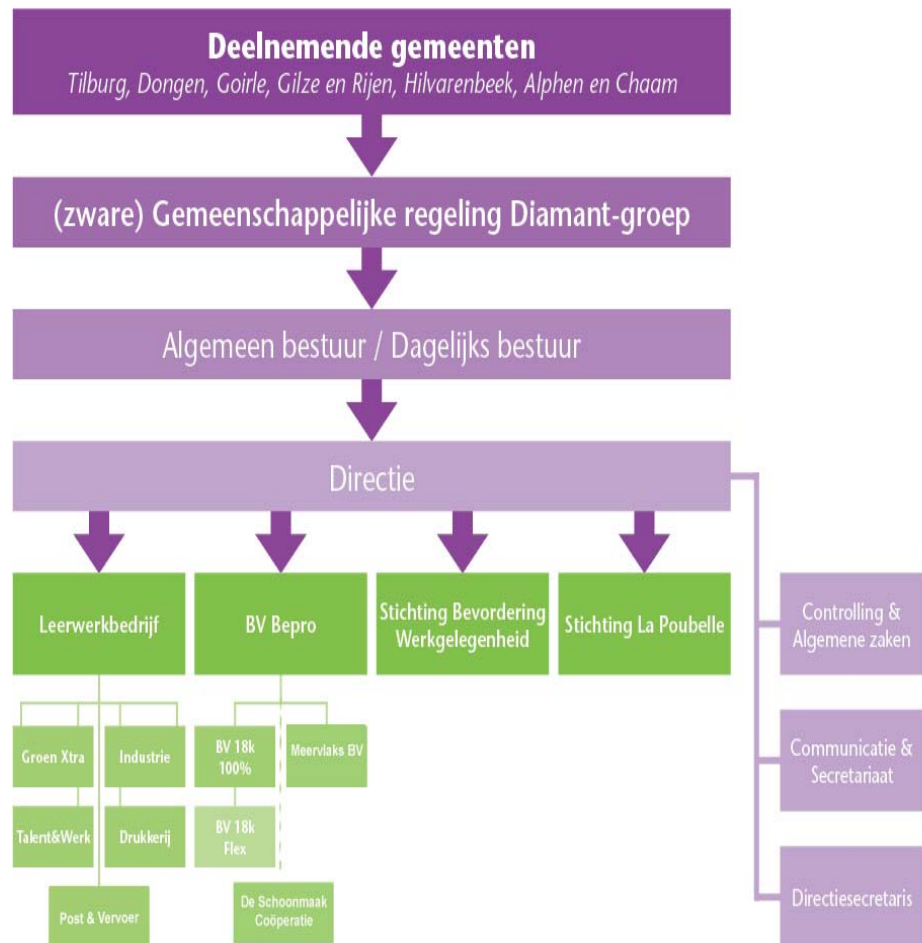 Deelnemende gemeenten
Tilburg, Dongen, Goirle, Gilze en Rijen, Hilvarenbeek, Alphen en Chaam
(zware) Gemeenschappelijke regeling Diamant-groep
Algemeen bestuur / Dagelijks bestuur
Directie
Leerwerkbedrijf
BV Bepro
Stichting Bevordering
Werkgelegenheid
Stichting La Poubelle
Controlling &
Algemene zaken
Groen Xtra
Industrie
BV 18k
100%
Meervlaks BV
Communicatie &
Secretariaat
Talent&Werk
Drukkerij
BV 18k
Flex
Post & Vervoer
De Schoonmaak
Coöperatie
Directiesecretaris